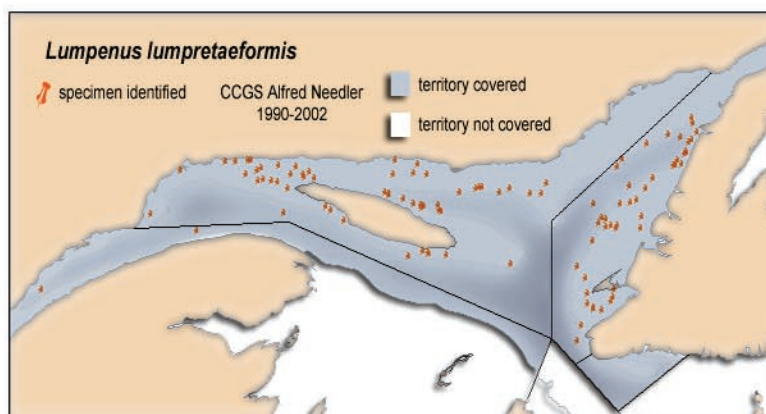 Lumpenus lumpretaeformis
specimen identified
CCGS Alfred Needler
1990-2002
territory covered
territory not covered